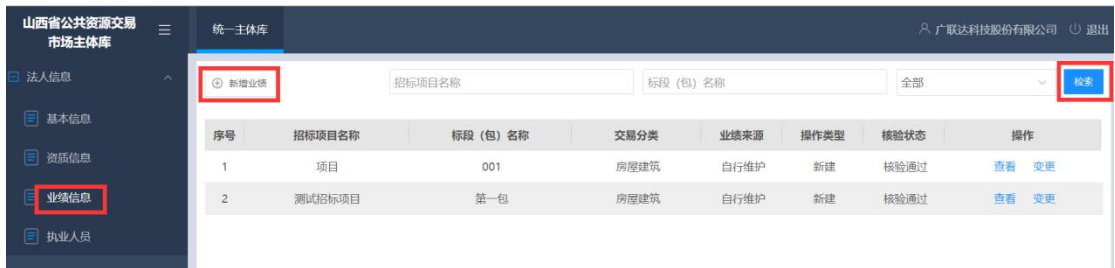 山西省公共资源交易
市场主体库
统一主体库
广联达科技股份有限公司 退出
法人信息
基本信息
资质信息
业绩信息
执业人员
新增业绩 招标项目名称 标段（包）名称 全部 检索
序号 招标项目名称 标段（包）名称 交易分类 业绩来源 操作类型 核验状态 操作
1 项目 001 房屋建筑 自行维护 新建 核验通过 查看 变更
2 测试招标项目 第一包 房屋建筑 自行维护 新建 核验通过 查看 变更